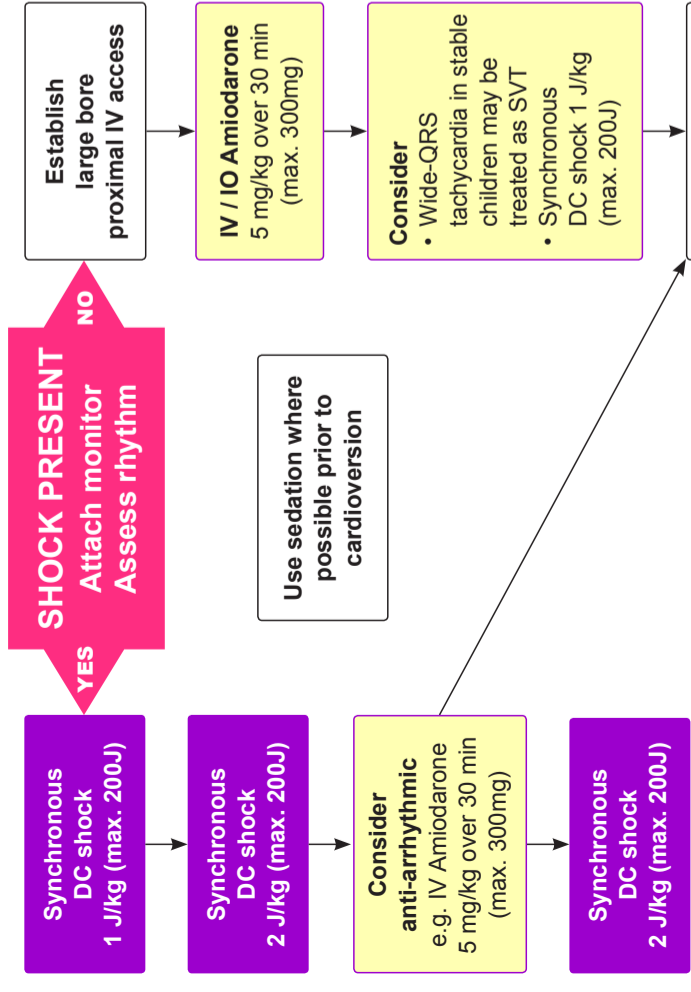 SHOCK PRESENT
Attach monitor
Assess rhythm
YES
NO
Synchronous
DC shock
1 J/kg (max. 200J)
Synchronous
DC shock
2 J/kg (max. 200J)
Consider
anti-arrhythmic
e.g. IV Amiodarone
5 mg/kg over 30 min
(max. 300mg)
Synchronous
DC shock
2 J/kg (max. 200J)
Use sedation where
possible prior to
cardioversion
Establish
large bore
proximal IV access
IV / IO Amiodarone
5 mg/kg over 30 min
(max. 300mg)
Consider
• Wide-QRS
tachycardia in stable
children may be
treated as SVT
• Synchronous
DC shock 1 J/kg
(max. 200J)